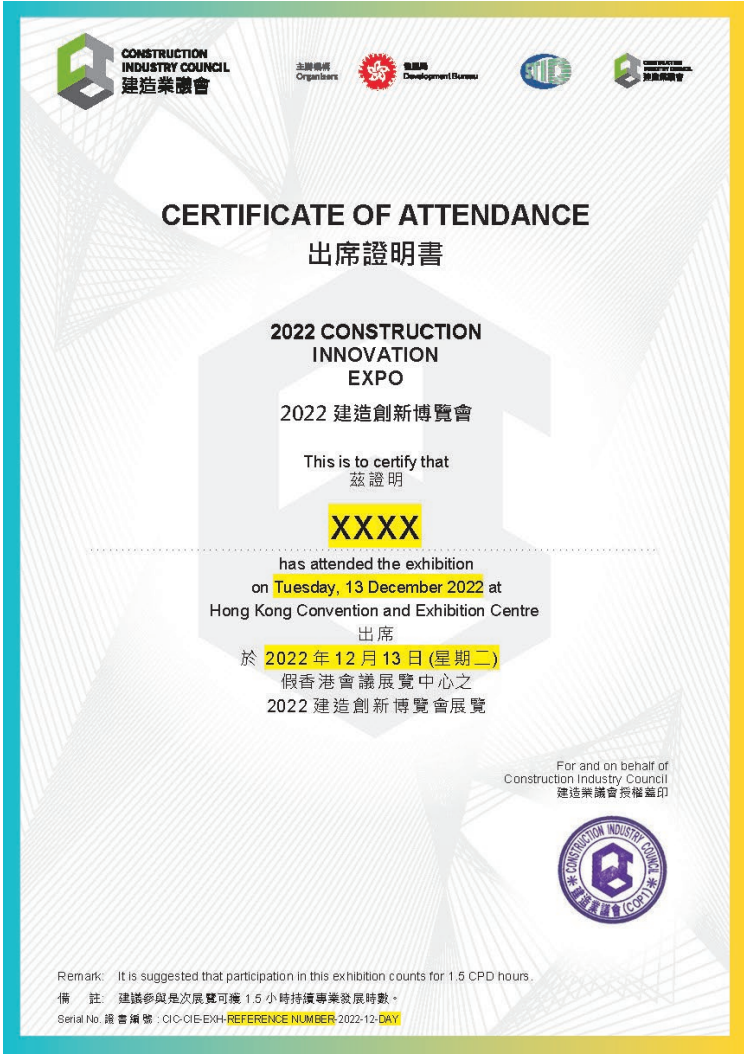 CONSTRUCTION
INDUSTRY COUNCIL
建造業議會
主辦機構
Organisers
發展局
Development Bureau
CONSTRUCTION
INDUSTRY COUNCIL
建造業議會
CERTIFICATE OF ATTENDANCE
出席證明書
2022 CONSTRUCTION
INNOVATION
EXPO
2022 建造創新博覽會
This is to certify that
茲證明
XXXX
has attended the exhibition
on Tuesday, 13 December 2022 at
Hong Kong Convention and Exhibition Centre
出席
於 2022 年 12 月 13 日 (星期二)
假香港會議展覽中心之
2022 建造創新博覽會展覽
For and on behalf of
Construction Industry Council
建造業議會授權蓋印
CONSTRUCTION INDUSTRY COUNCIL
建造業議會 (COP1)
Remark: It is suggested that participation in this exhibition counts for 1.5 CPD hours.
備 註: 建議參與是次展覽可獲 1.5 小時持續專業發展時數。
Serial No. 證書編號 : CIC-CIE-EXH-REFERENCE NUMBER-2022-12-DAY